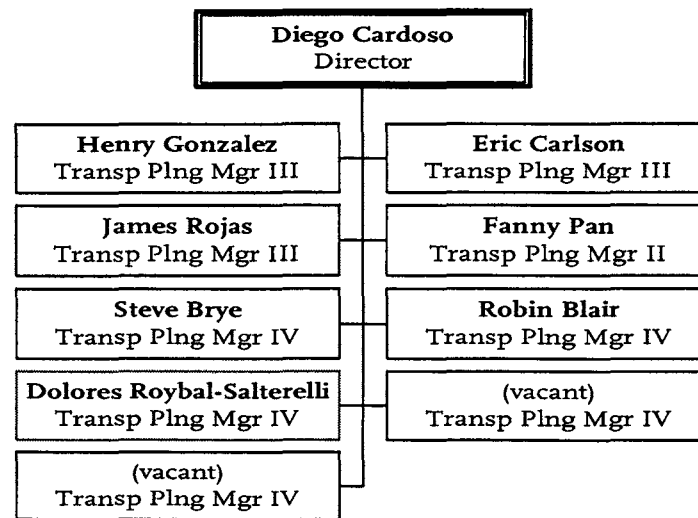 Diego Cardoso
Director
Henry Gonzalez
Transp Plng Mgr III
Eric Carlson
Transp Plng Mgr III
James Rojas
Transp Plng Mgr III
Fanny Pan
Transp Plng Mgr II
Steve Brye
Transp Plng Mgr IV
Robin Blair
Transp Plng Mgr IV
Dolores Roybal-Salterelli
Transp Plng Mgr IV
(vacant)
Transp Plng Mgr IV
(vacant)
Transp Plng Mgr IV